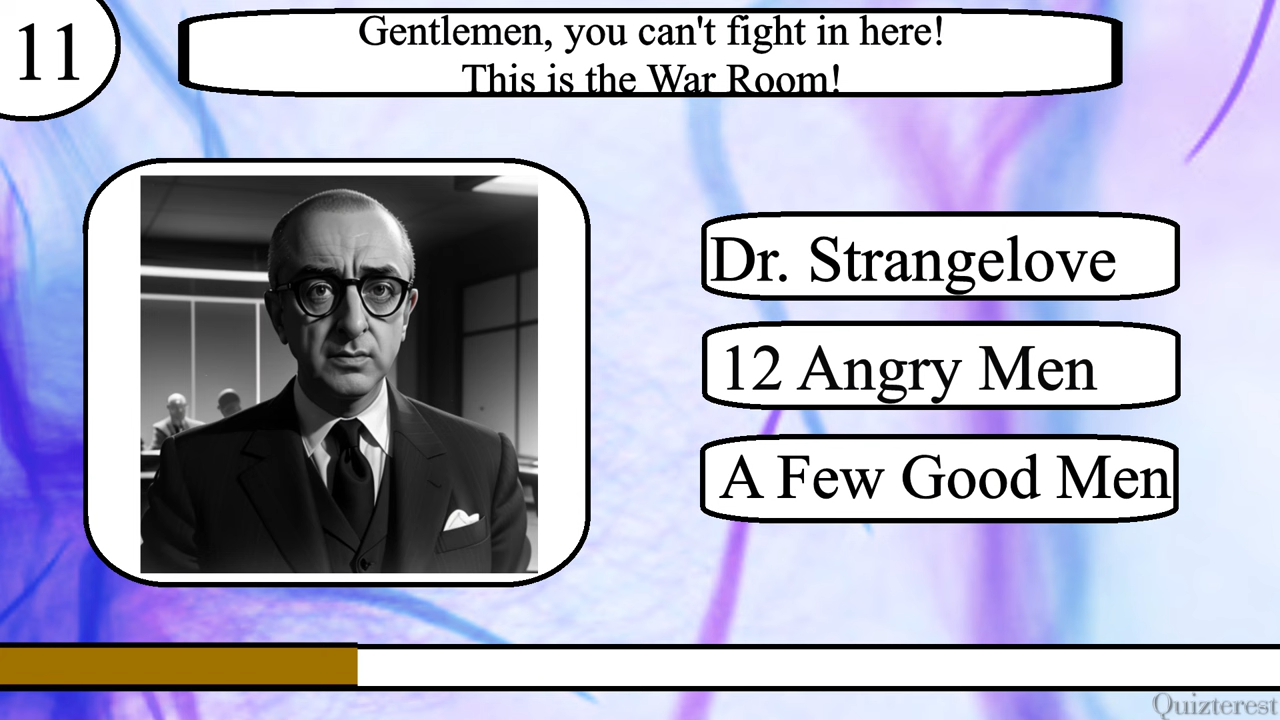 11
Gentlemen, you can't fight in here!
This is the War Room!
Dr. Strangelove
12 Angry Men
A Few Good Men
Quizterest